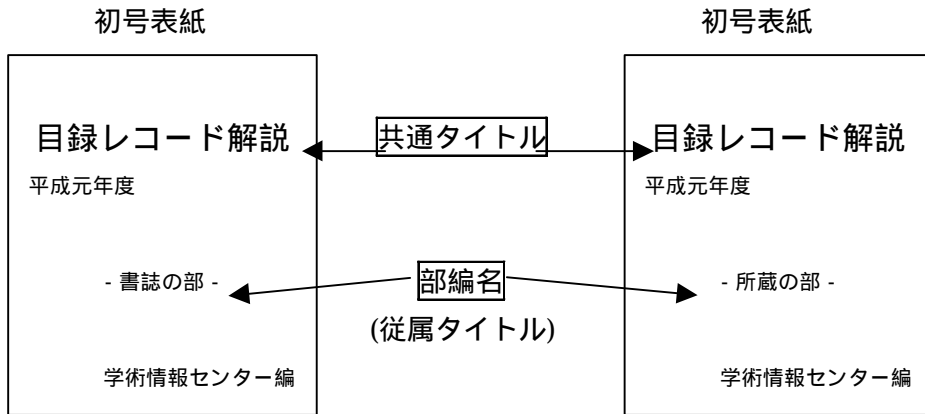 初号表紙
目録レコード解説
平成元年度
- 書誌の部 -
学術情報センター編
共通タイトル
部編名
(従属タイトル)
初号表紙
目録レコード解説
平成元年度
- 所蔵の部 -
学術情報センター編